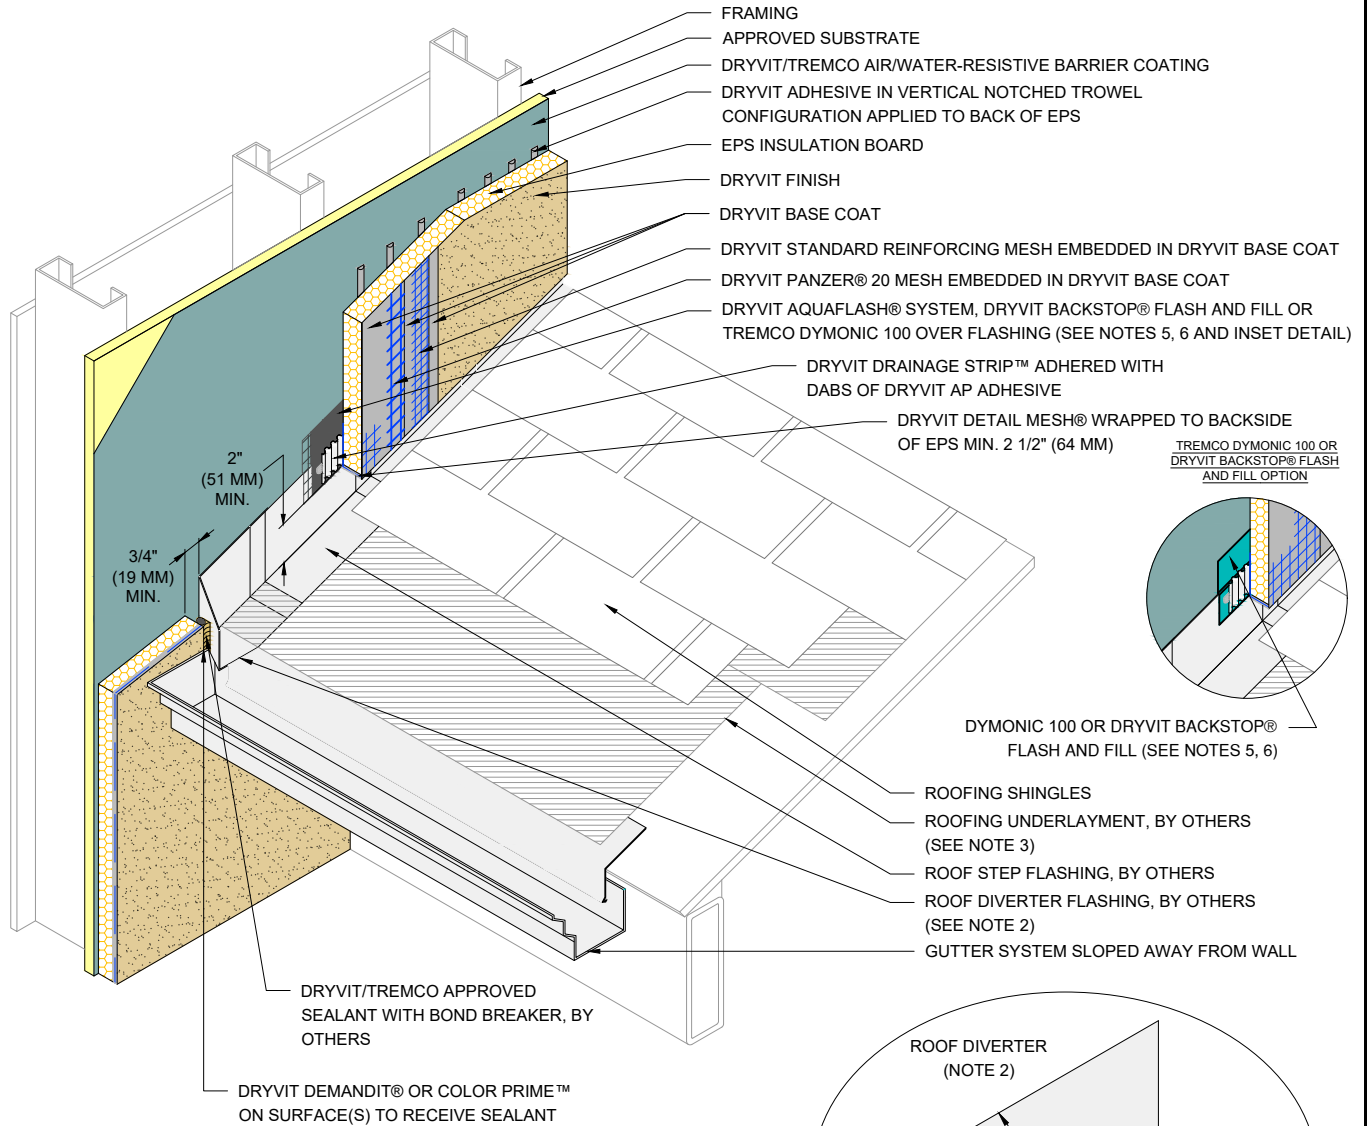 FRAMING
APPROVED SUBSTRATE
DRYVIT/TREMCO AIR/WATER-RESISTIVE BARRIER COATING
DRYVIT ADHESIVE IN VERTICAL NOTCHED TROWEL
CONFIGURATION APPLIED TO BACK OF EPS
EPS INSULATION BOARD
DRYVIT FINISH
DRYVIT BASE COAT
DRYVIT STANDARD REINFORCING MESH EMBEDDED IN DRYVIT BASE COAT
DRYVIT PANZER® 20 MESH EMBEDDED IN DRYVIT BASE COAT
DRYVIT AQUAFLASH® SYSTEM, DRYVIT BACKSTOP® FLASH AND FILL OR
TREMCO DYMONIC 100 OVER FLASHING (SEE NOTES 5, 6 AND INSET DETAIL)
DRYVIT DRAINAGE STRIP™ ADHERED WITH
DABS OF DRYVIT AP ADHESIVE
DRYVIT DETAIL MESH® WRAPPED TO BACKSIDE
OF EPS MIN. 2 1/2" (64 MM)
TREMCO DYMONIC 100 OR
DRYVIT BACKSTOP® FLASH
AND FILL OPTION
2"
(51 MM)
MIN.
3/4"
(19 MM)
MIN.
DYMONIC 100 OR DRYVIT BACKSTOP®
FLASH AND FILL (SEE NOTES 5, 6)
ROOFING SHINGLES
ROOFING UNDERLAYMENT, BY OTHERS
(SEE NOTE 3)
ROOF STEP FLASHING, BY OTHERS
ROOF DIVERTER FLASHING, BY OTHERS
(SEE NOTE 2)
GUTTER SYSTEM SLOPED AWAY FROM WALL
DRYVIT/TREMCO APPROVED
SEALANT WITH BOND BREAKER, BY
OTHERS
DRYVIT DEMANDIT® OR COLOR PRIME™
ON SURFACE(S) TO RECEIVE SEALANT
ROOF DIVERTER
(NOTE 2)